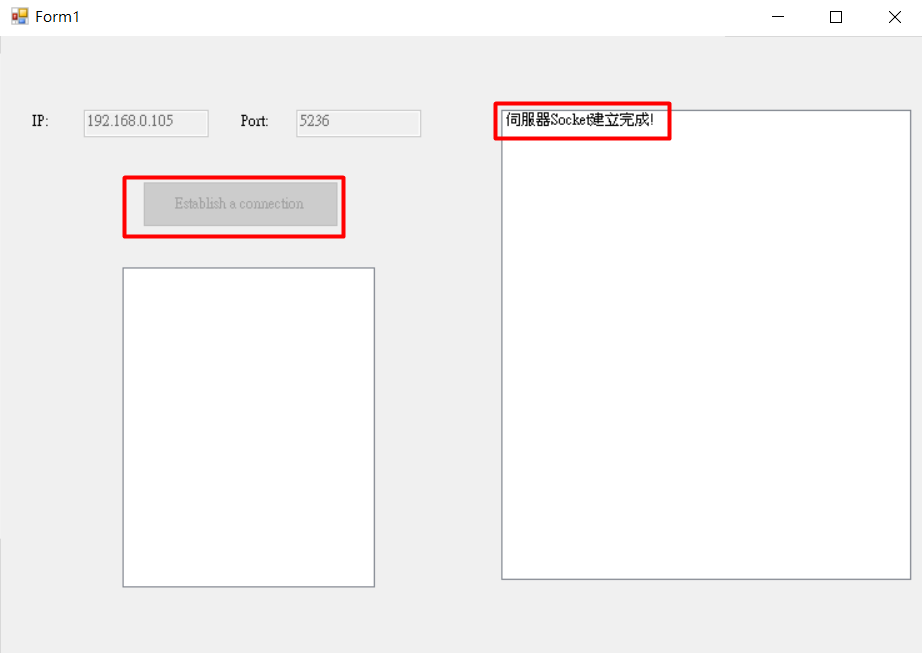 Form1
IP:
192.168.0.105
Port:
5236
伺服器Socket建立完成!
Establish a connection